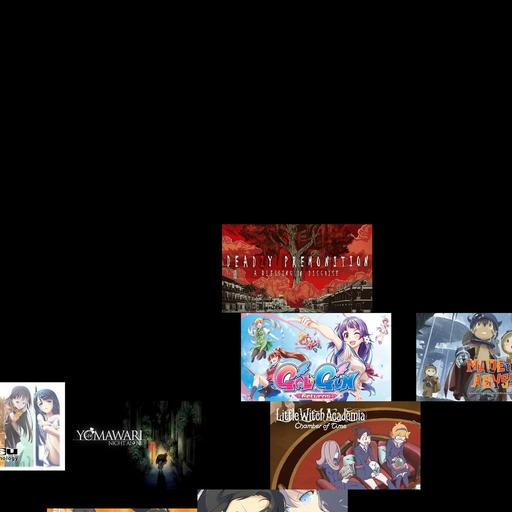 DEADLY PREMONITION
A BLESSING IN DISGUISE
GAL GUN
Returns
MADE
ABYSS
Little Witch Academia
Chamber of Time
YOMAWARI
NIGHT ALONE